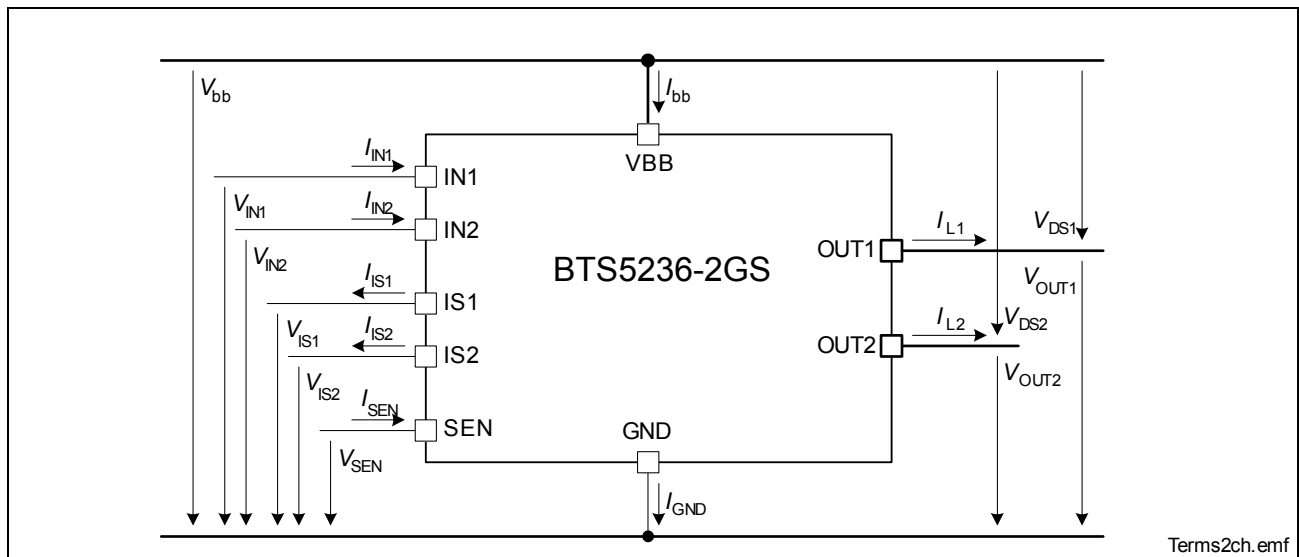 Vbb
Ibb
VBB
IIN1
IN1
VIN1
IIN2
IN2
VIN2
BTS5236-2GS
IIS1
IS1
VIS1
IIS2
IS2
VIS2
ISEN
SEN
VSEN
GND
IGND
OUT1
IL1
VDS1
VOUT1
OUT2
IL2
VDS2
VOUT2
Terms2ch.emf